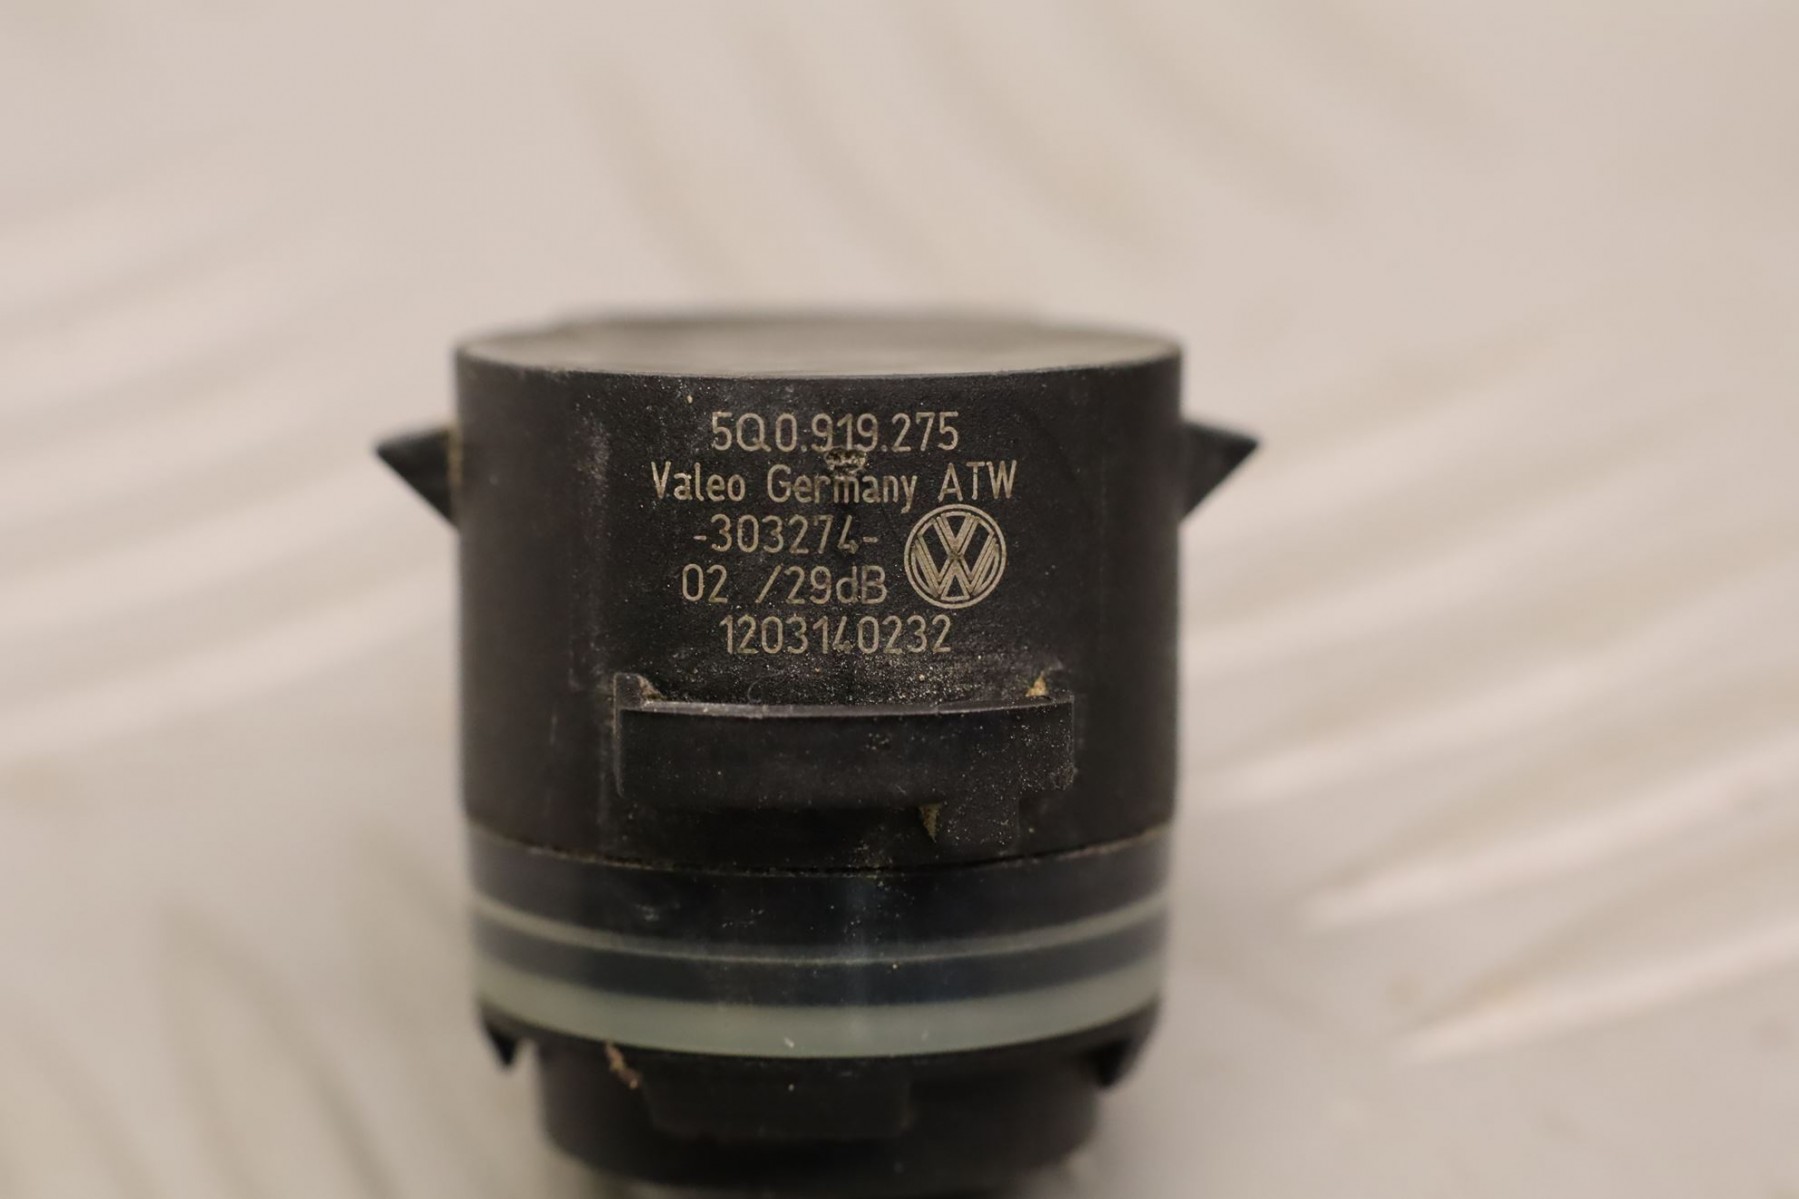 5Q0.919.275
Valeo Germany ATW
-303274-
02 /29dB
1203140232